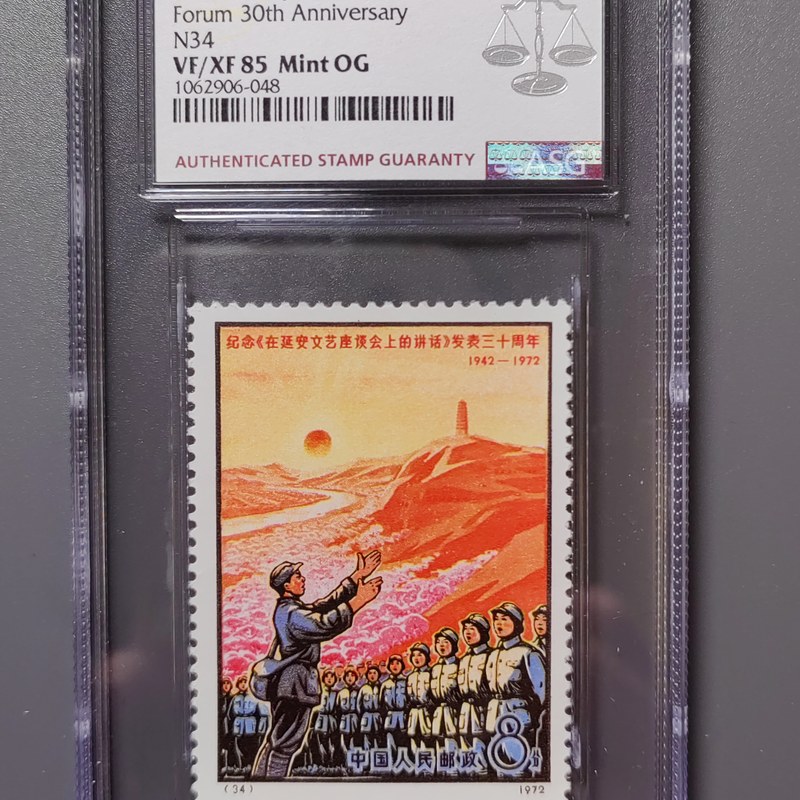 Forum 30th Anniversary
N34
VF/XF 85 Mint OG
1062906-048
AUTHENTICATED STAMP GUARANTY
ASG
纪念《在延安文艺座谈会上的讲话》发表三十周年
1942—1972
中国人民邮政 8分
(34)
1972